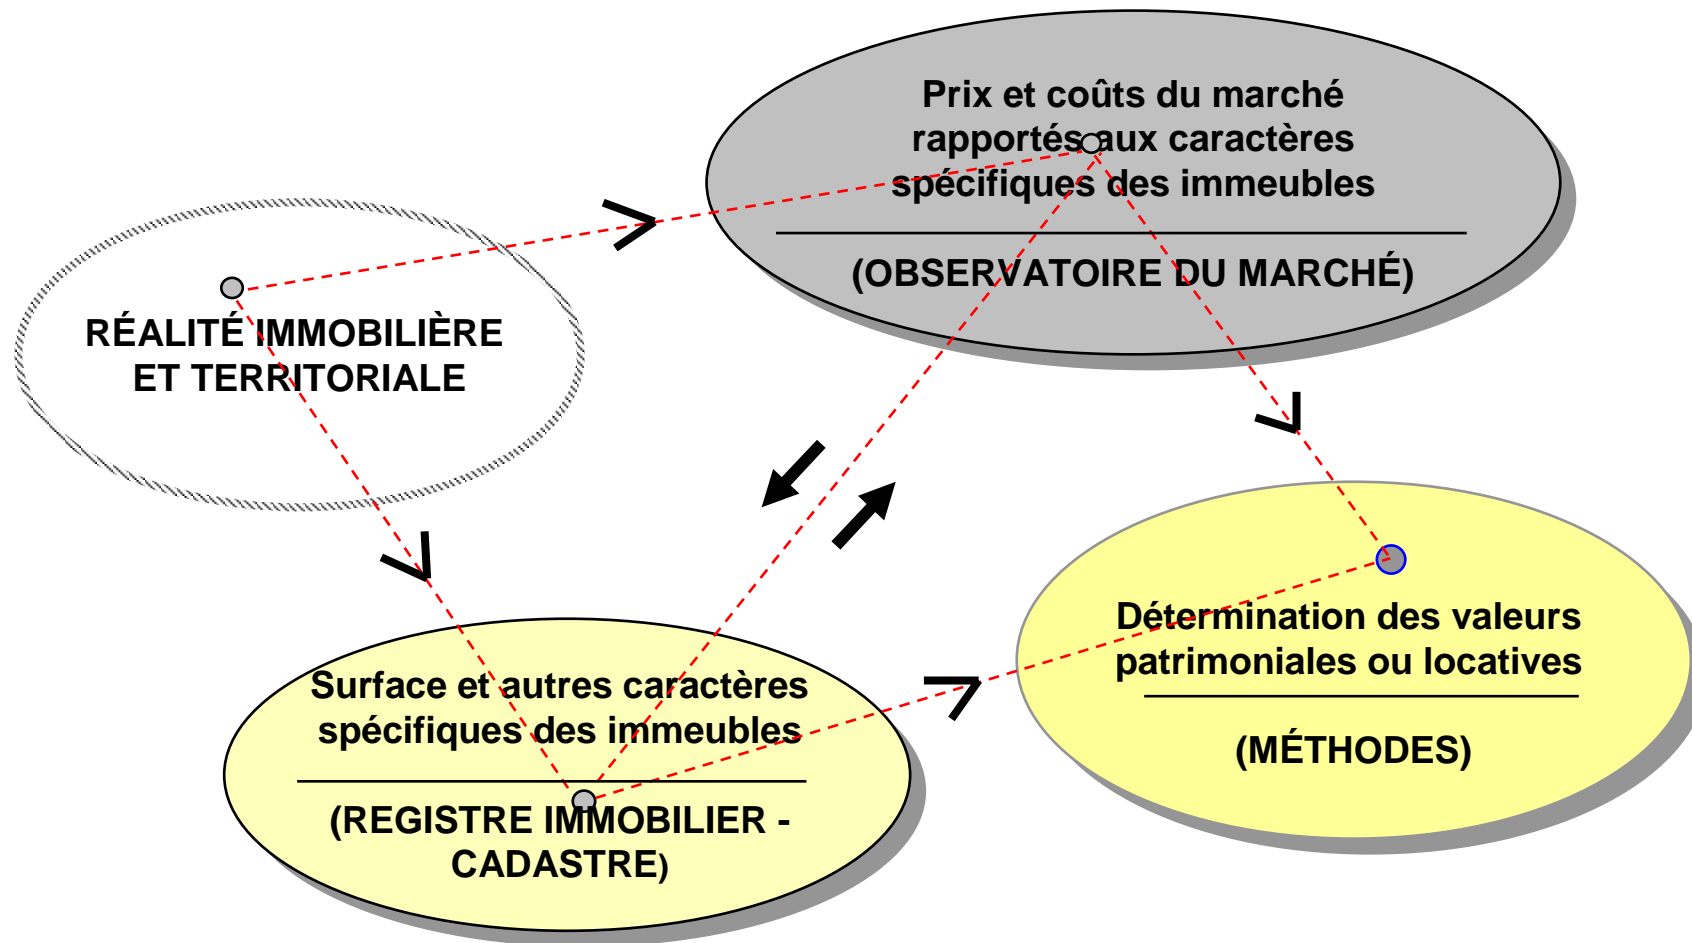 Prix et coûts du marché
rapportés aux caractères
spécifiques des immeubles
(OBSERVATOIRE DU MARCHÉ)
RÉALITÉ IMMOBILIÈRE
ET TERRITORIALE
Détermination des valeurs
patrimoniales ou locatives
(MÉTHODES)
Surface et autres caractères
spécifiques des immeubles
(REGISTRE IMMOBILIER -
CADASTRE)